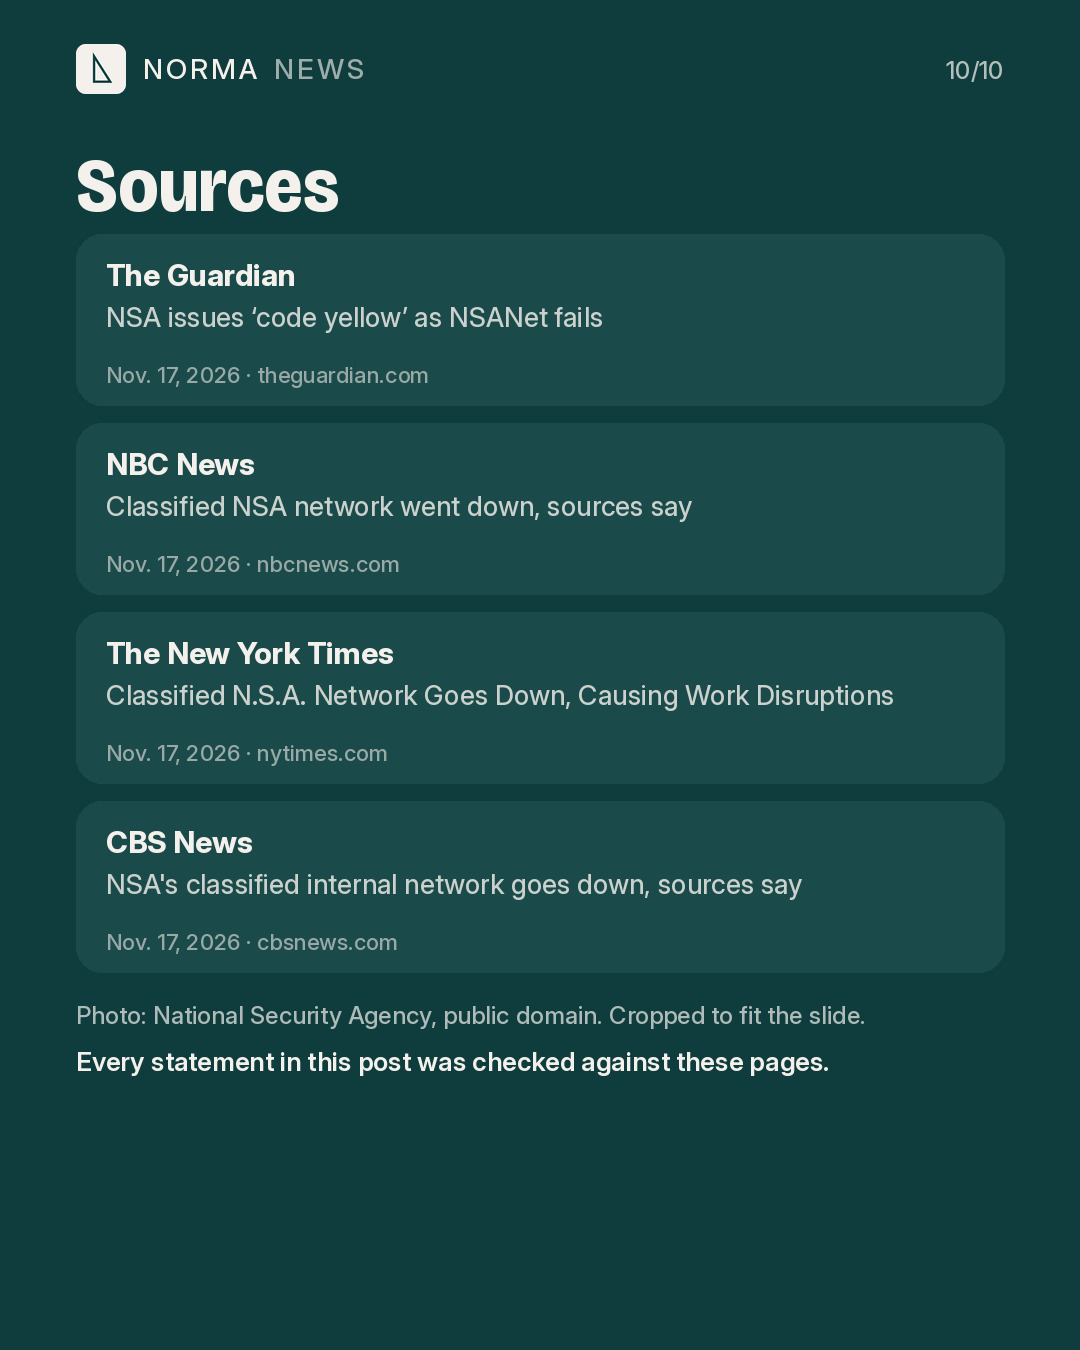 NORMA NEWS
10/10
Sources
The Guardian
NSA issues ‘code yellow’ as NSANet fails
Nov. 17, 2026 · theguardian.com
NBC News
Classified NSA network went down, sources say
Nov. 17, 2026 · nbcnews.com
The New York Times
Classified N.S.A. Network Goes Down, Causing Work Disruptions
Nov. 17, 2026 · nytimes.com
CBS News
NSA's classified internal network goes down, sources say
Nov. 17, 2026 · cbsnews.com
Photo: National Security Agency, public domain. Cropped to fit the slide.
Every statement in this post was checked against these pages.